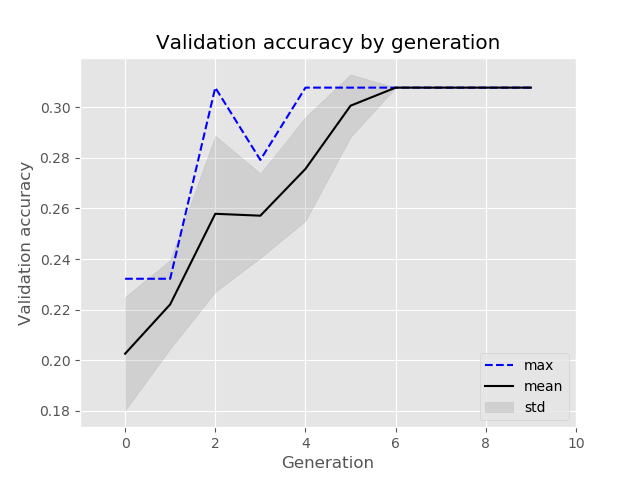 Validation accuracy by generation
Validation accuracy
0.30
0.28
0.26
0.24
0.22
0.20
0.18
max
mean
std
0 2 4 6 8 10
Generation